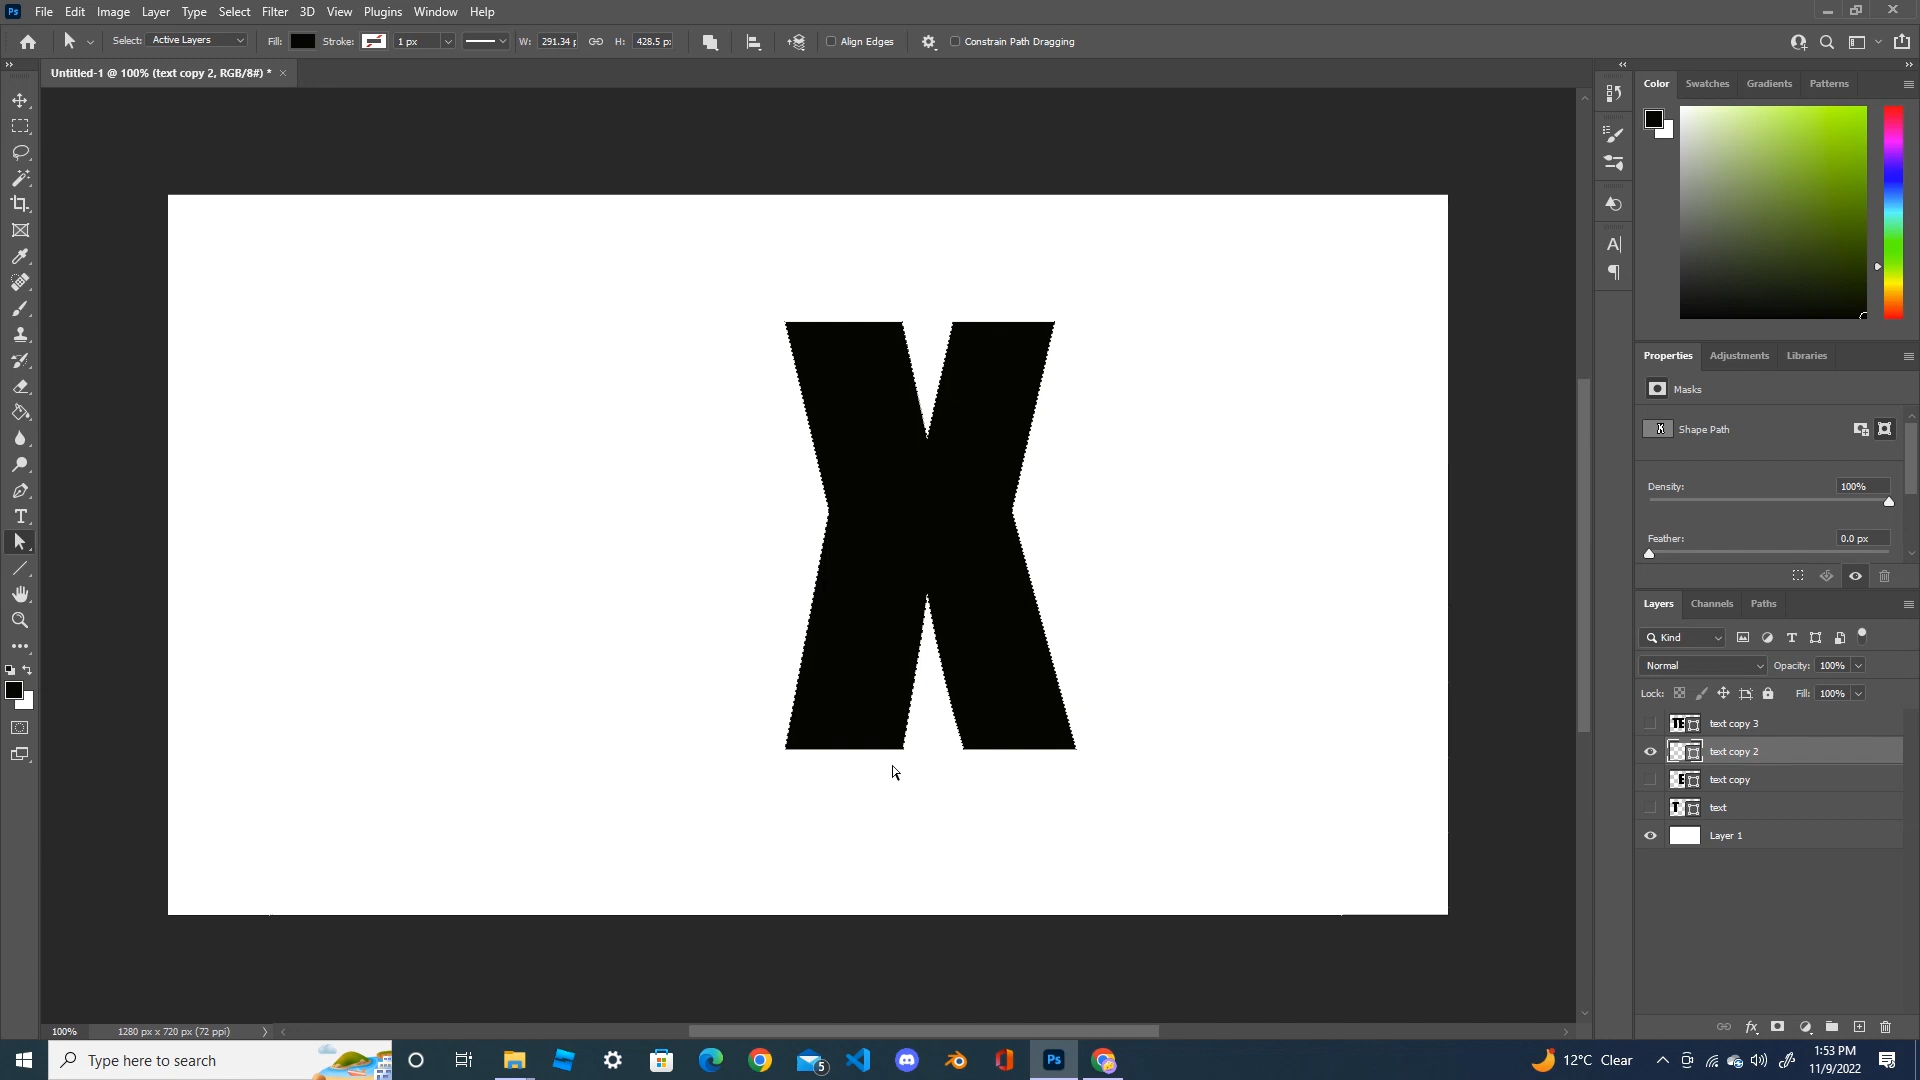 Ps File Edit Image Layer Type Select Filter 3D View Plugins Window Help
Select: Active Layers Fill: Stroke: 1 px W: 291.34 p H: 428.5 px Align Edges Constrain Path Dragging
Untitled-1 @ 100% (text copy 2, RGB/8#) *
Color Swatches Gradients Patterns
X
Properties Adjustments Libraries
Masks
Shape Path
Density: 100%
Feather: 0.0 px
Layers Channels Paths
Kind
Normal Opacity: 100%
Lock: Fill: 100%
text copy 3
text copy 2
text copy
text
Layer 1
100% 1280 px x 720 px (72 ppi)
Type here to search
5
Ps
12°C Clear
1:53 PM
11/9/2022